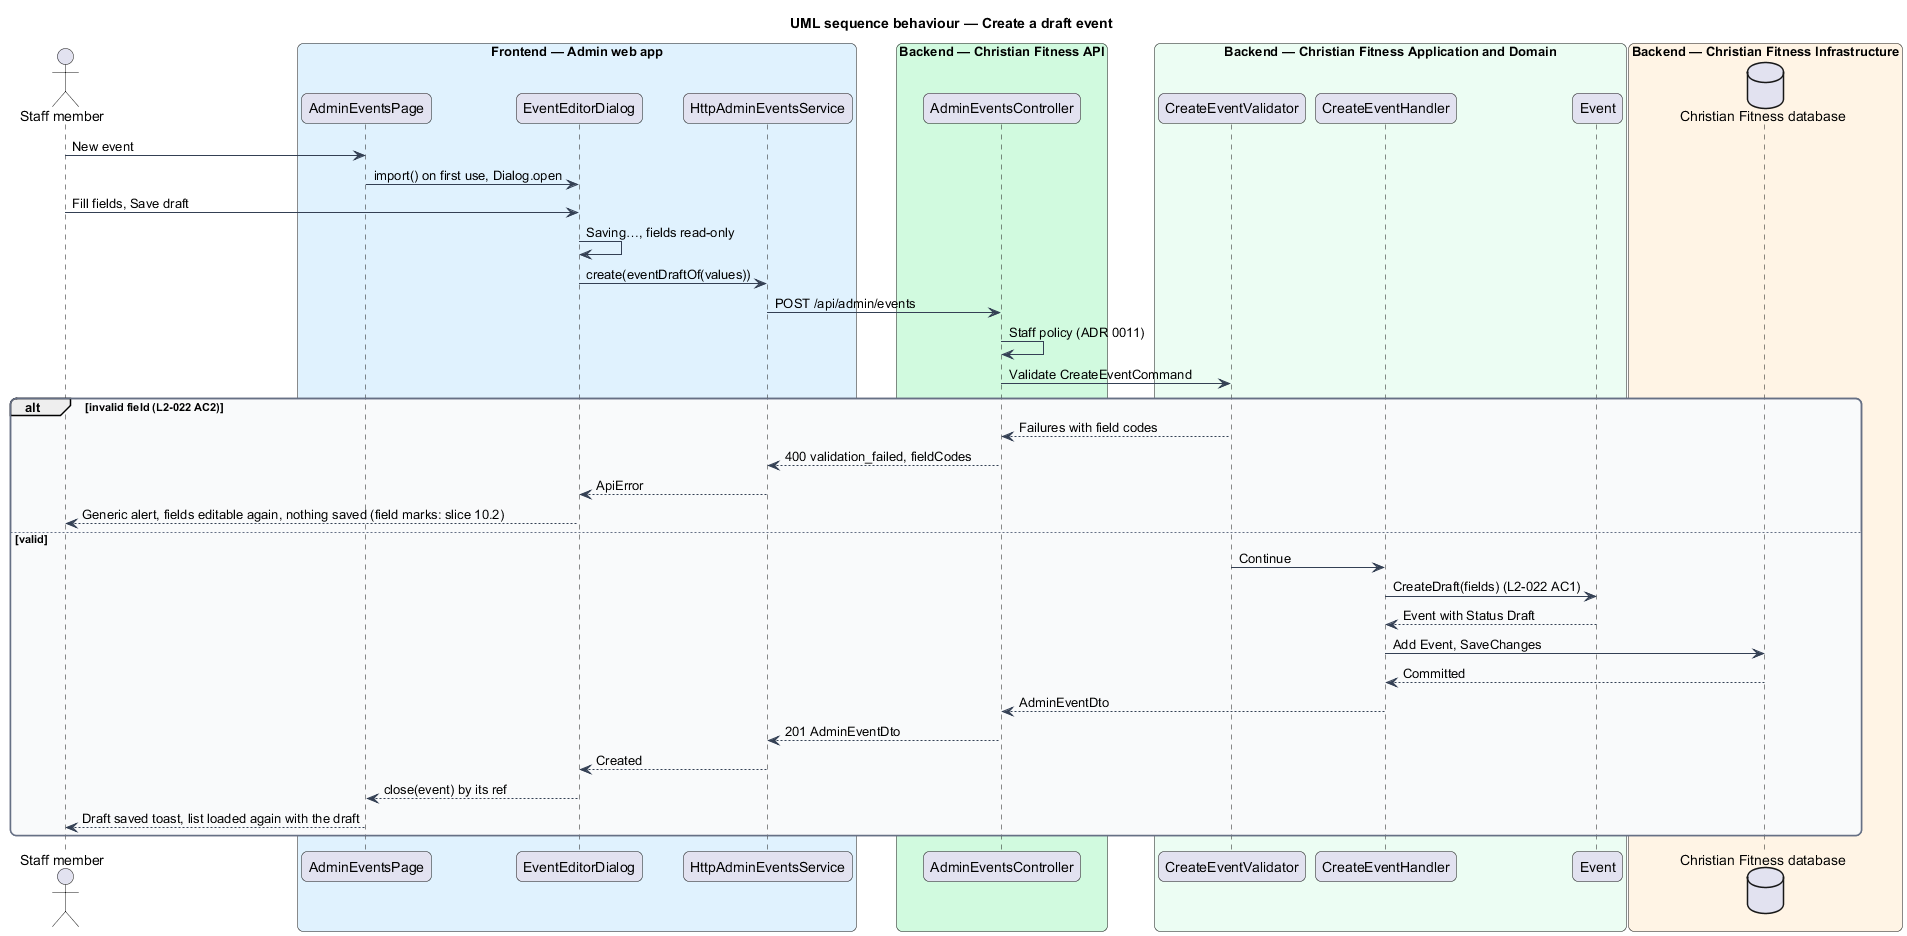 UML sequence behaviour — Create a draft event
Frontend — Admin web app
Backend — Christian Fitness API
Backend — Christian Fitness Application and Domain
Backend — Christian Fitness Infrastructure
Staff member
AdminEventsPage
EventEditorDialog
HttpAdminEventsService
AdminEventsController
CreateEventValidator
CreateEventHandler
Event
Christian Fitness database
New event
import() on first use, Dialog.open
Fill fields, Save draft
Saving…, fields read-only
create(eventDraftOf(values))
POST /api/admin/events
Staff policy (ADR 0011)
Validate CreateEventCommand
alt
[invalid field (L2-022 AC2)]
Failures with field codes
400 validation_failed, fieldCodes
ApiError
Generic alert, fields editable again, nothing saved (field marks: slice 10.2)
[valid]
Continue
CreateDraft(fields) (L2-022 AC1)
Event with Status Draft
Add Event, SaveChanges
Committed
AdminEventDto
201 AdminEventDto
Created
close(event) by its ref
Draft saved toast, list loaded again with the draft
Staff member
AdminEventsPage
EventEditorDialog
HttpAdminEventsService
AdminEventsController
CreateEventValidator
CreateEventHandler
Event
Christian Fitness database